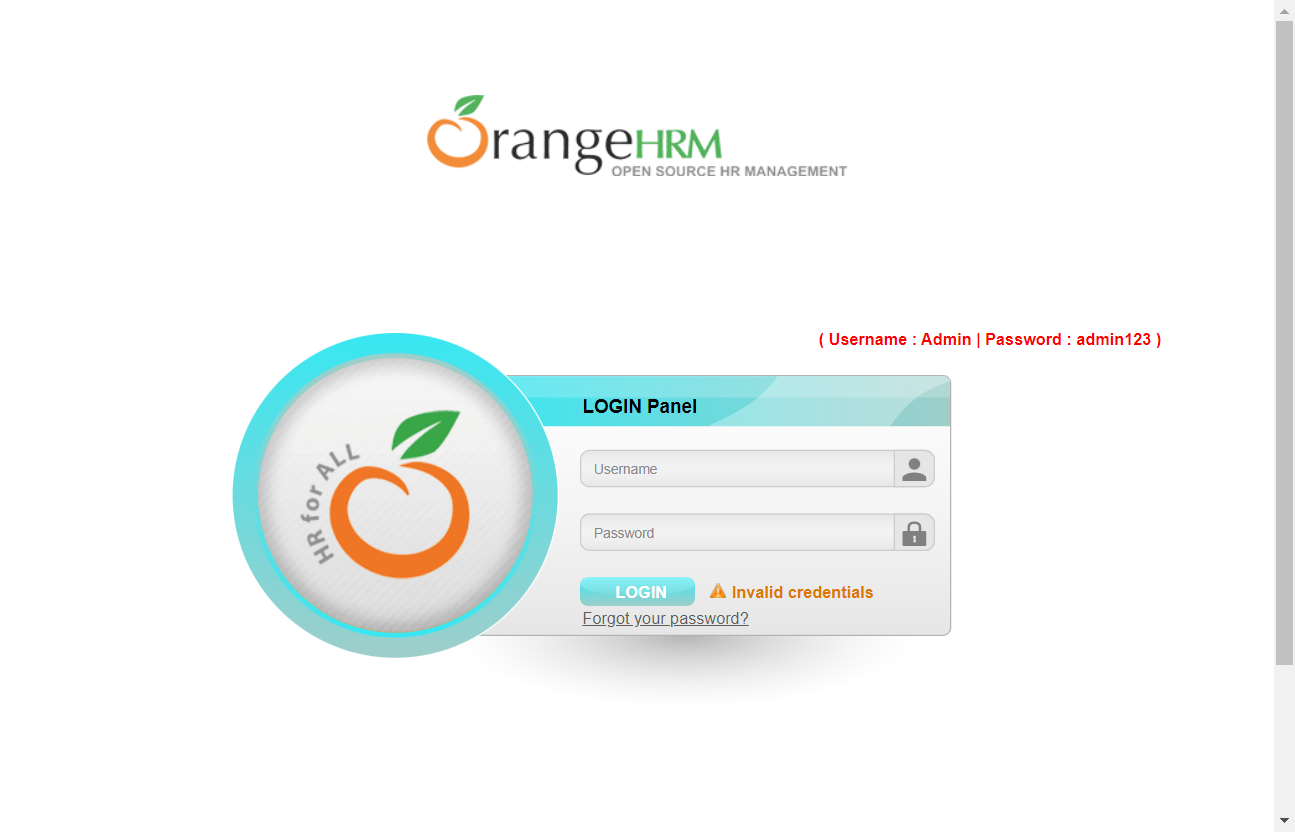 OrangeHRM
OPEN SOURCE HR MANAGEMENT
( Username : Admin | Password : admin123 )
LOGIN Panel
HR for ALL
Username
Password
LOGIN
Invalid credentials
Forgot your password?